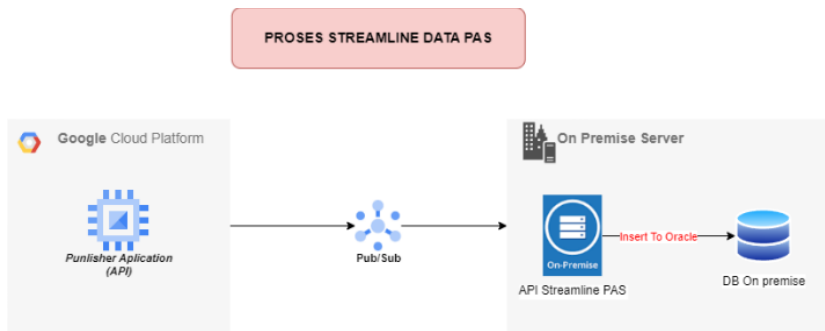 PROSES STREAMLINE DATA PAS
Google Cloud Platform
On Premise Server
Punlisher Aplication
(API)
Pub/Sub
On-Premise
API Streamline PAS
Insert To Oracle
DB On premise